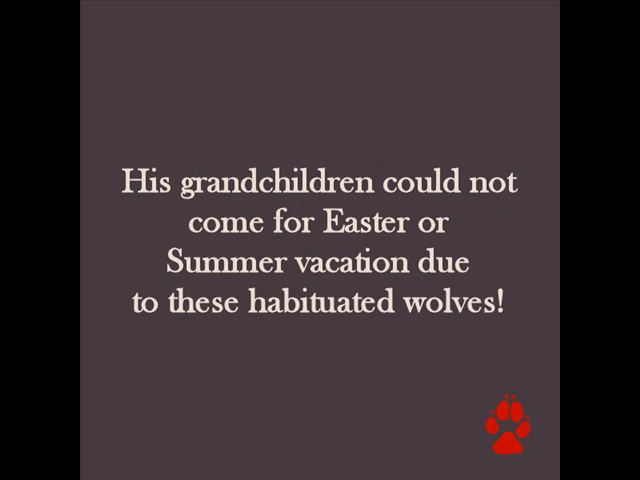 His grandchildren could not
come for Easter or
Summer vacation due
to these habituated wolves!